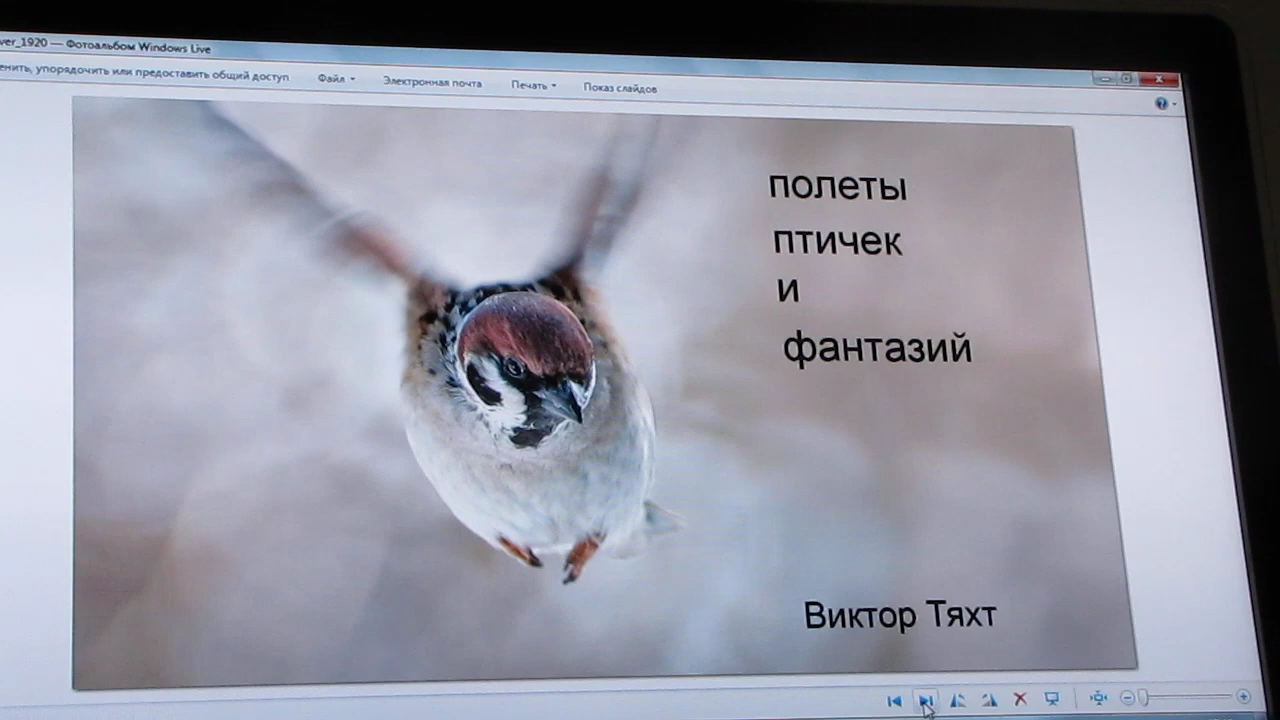 ver_1920 — Фотоальбом Windows Live
енить, упорядочить или предоставить общий доступ Файл Электронная почта Печать Показ слайдов
полеты
птичек
и
фантазий
Виктор Тяхт